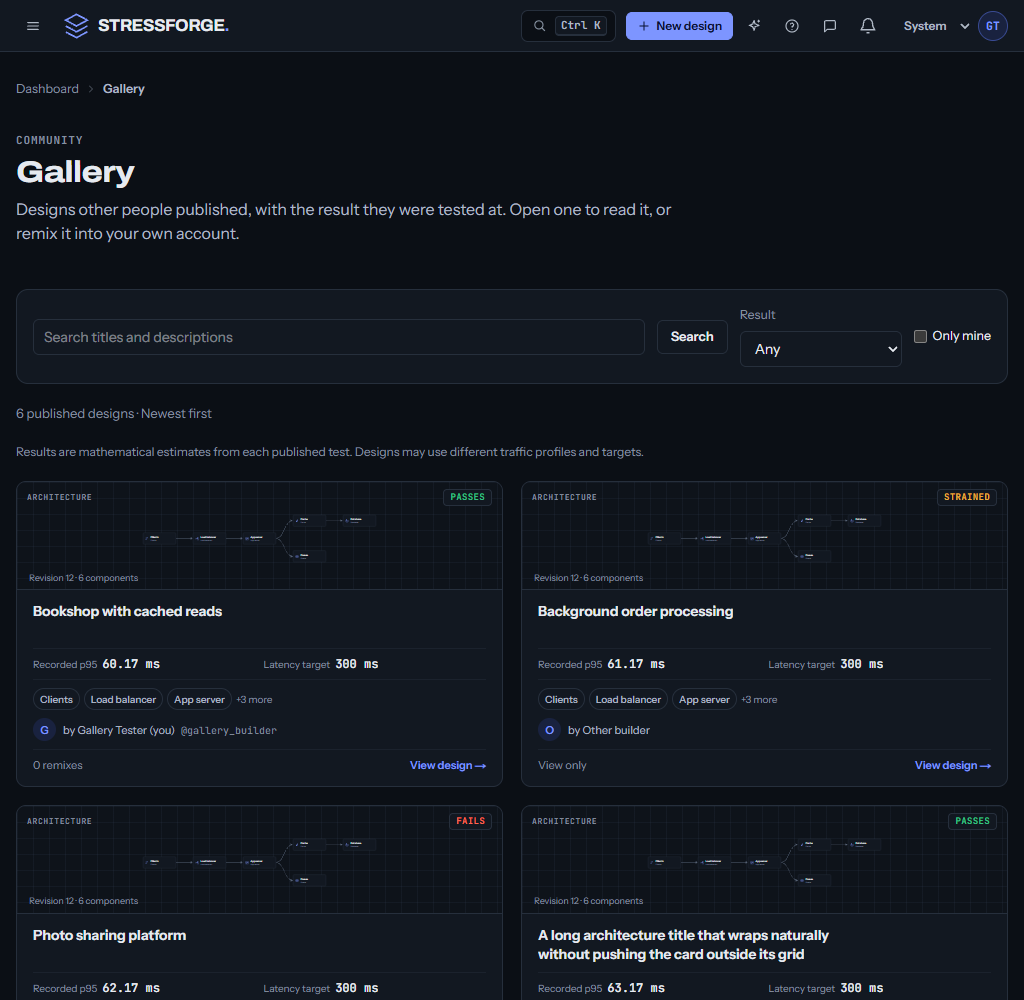 STRESSFORGE.
Ctrl K
+ New design
System
GT
Dashboard > Gallery
COMMUNITY
Gallery
Designs other people published, with the result they were tested at. Open one to read it, or
remix it into your own account.
Result
Search titles and descriptions
Search
Any
Only mine
6 published designs · Newest first
Results are mathematical estimates from each published test. Designs may use different traffic profiles and targets.
ARCHITECTURE
PASSES
Revision 12 · 6 components
Bookshop with cached reads
Recorded p95 60.17 ms
Latency target 300 ms
Clients
Load balancer
App server
+3 more
G
by Gallery Tester (you) @gallery_builder
0 remixes
View design →
ARCHITECTURE
STRAINED
Revision 12 · 6 components
Background order processing
Recorded p95 61.17 ms
Latency target 300 ms
Clients
Load balancer
App server
+3 more
O
by Other builder
View only
View design →
ARCHITECTURE
FAILS
Revision 12 · 6 components
Photo sharing platform
Recorded p95 62.17 ms
Latency target 300 ms
ARCHITECTURE
PASSES
Revision 12 · 6 components
A long architecture title that wraps naturally
without pushing the card outside its grid
Recorded p95 63.17 ms
Latency target 300 ms